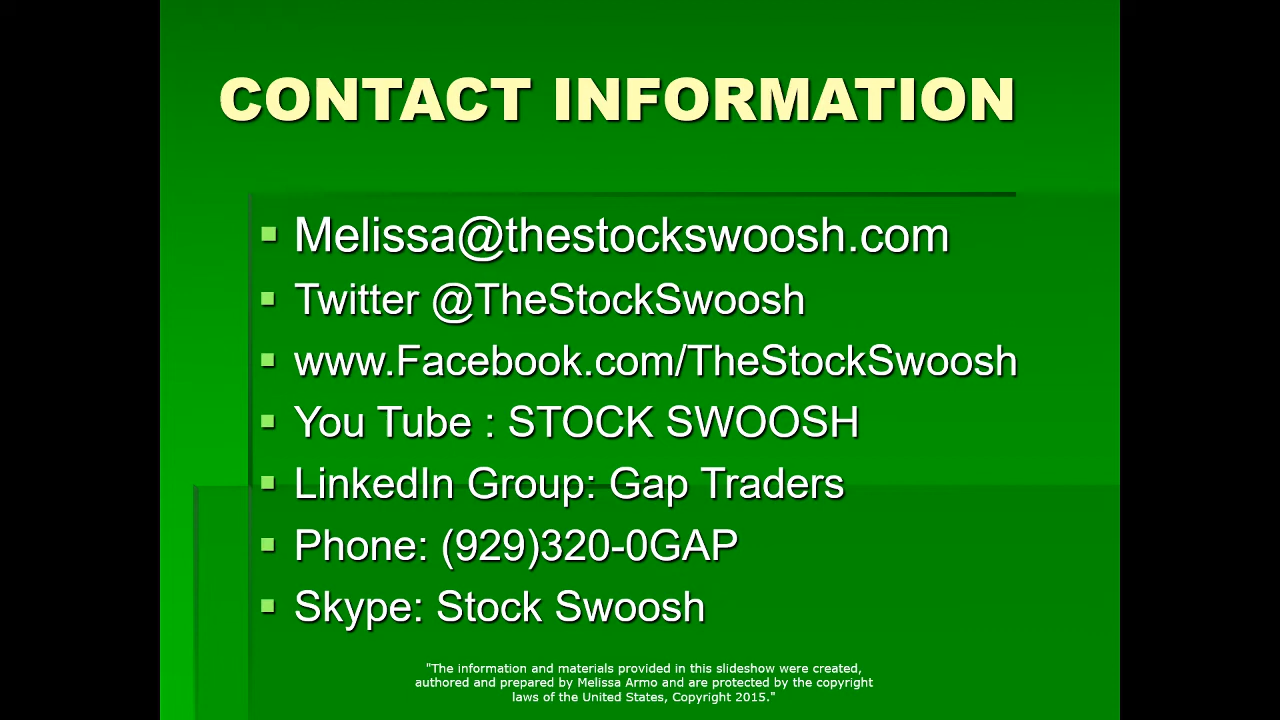 CONTACT INFORMATION
Melissa@thestockswoosh.com
Twitter @TheStockSwoosh
www.Facebook.com/TheStockSwoosh
You Tube : STOCK SWOOSH
LinkedIn Group: Gap Traders
Phone: (929)320-0GAP
Skype: Stock Swoosh
"The information and materials provided in this slideshow were created,
authored and prepared by Melissa Armo and are protected by the copyright
laws of the United States, Copyright 2015."